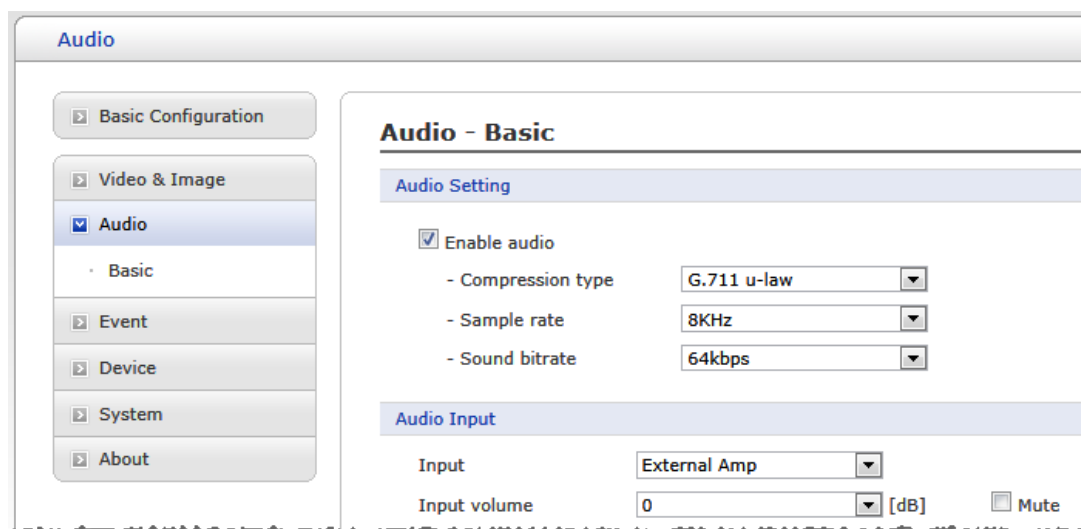 Audio
Basic Configuration
Video & Image
Audio
· Basic
Event
Device
System
About
Audio - Basic
Audio Setting
Enable audio
- Compression type G.711 u-law
- Sample rate 8KHz
- Sound bitrate 64kbps
Audio Input
Input External Amp
Input volume 0 [dB] Mute